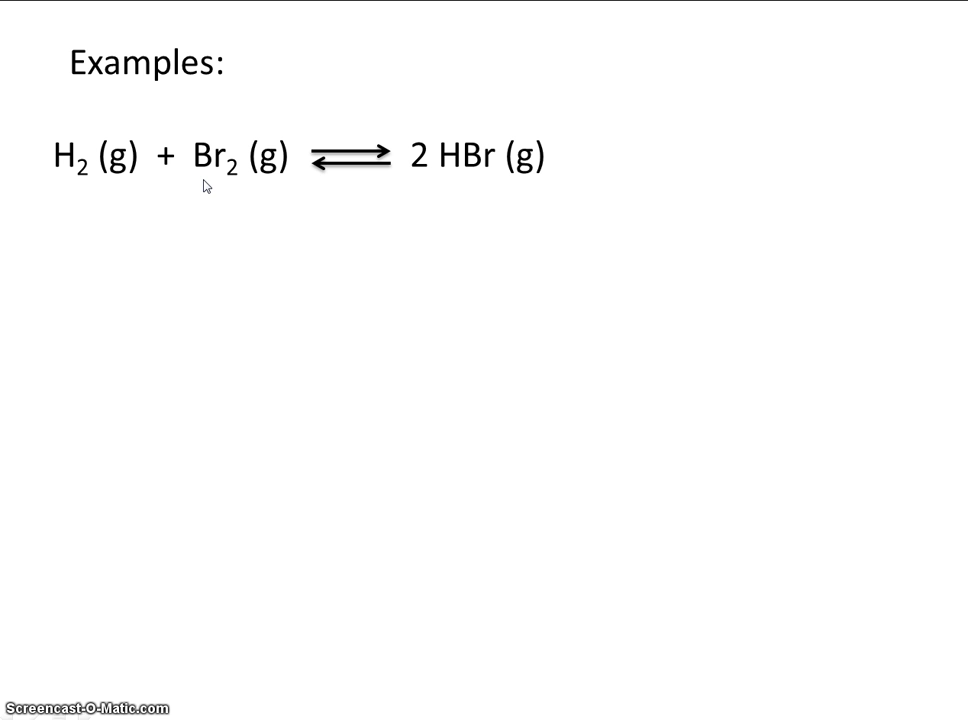 Examples:
H₂ (g) + Br₂ (g) ⇌ 2 HBr (g)
Screencast-O-Matic.com